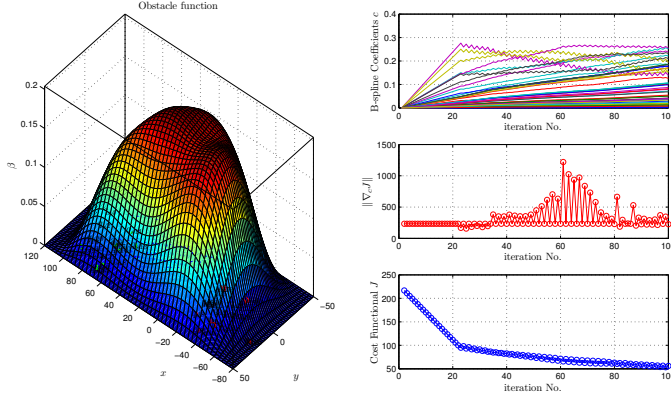 Obstacle function
0.2
0.15
0.1
0.05
0
β
120
100
80
60
40
20
0
−20
−40
−60
−80
x
50
0
−50
y
0.4
0.3
0.2
0.1
0
B-spline Coefficients c
0 20 40 60 80 100
iteration No.
1500
1000
500
0
‖∇cJ‖
0 20 40 60 80 100
iteration No.
250
200
150
100
50
Cost Functional J
0 20 40 60 80 100
iteration No.